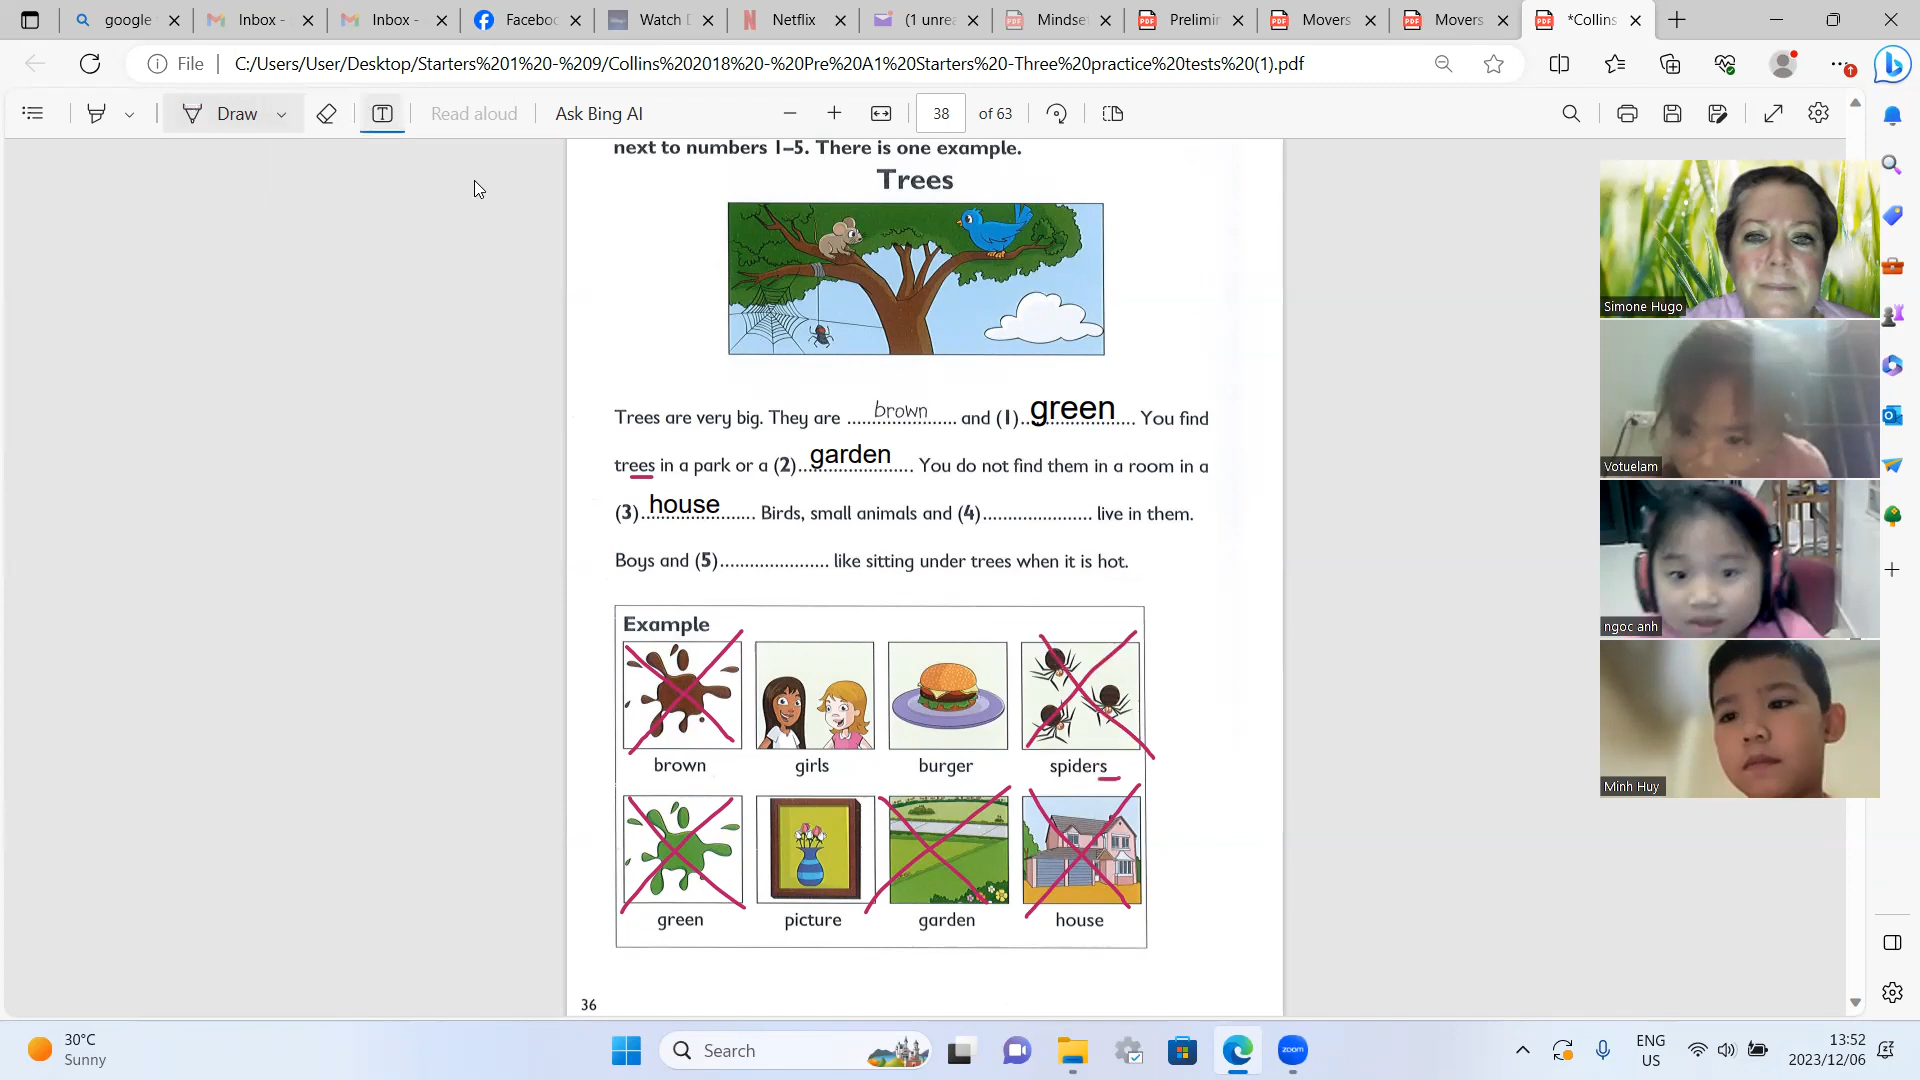 google
Inbox -
Inbox -
Faceboc
Watch D
Netflix
(1 unrea
Mindset
Prelimin
Movers
Movers
*Collins
File
C:/Users/User/Desktop/Starters%201%20-%209/Collins%202018%20-%20Pre%20A1%20Starters%20-Three%20practice%20tests%20(1).pdf
Draw
Read aloud
Ask Bing AI
38 of 63
next to numbers 1–5. There is one example.
Trees
Trees are very big. They are brown and (1) green. You find
trees in a park or a (2) garden. You do not find them in a room in a
(3) house. Birds, small animals and (4)...................... live in them.
Boys and (5)...................... like sitting under trees when it is hot.
Example
brown girls burger spiders
green picture garden house
36
Simone Hugo
Votuelam
ngoc anh
Minh Huy
30°C
Sunny
Search
zoom
ENG
US
13:52
2023/12/06